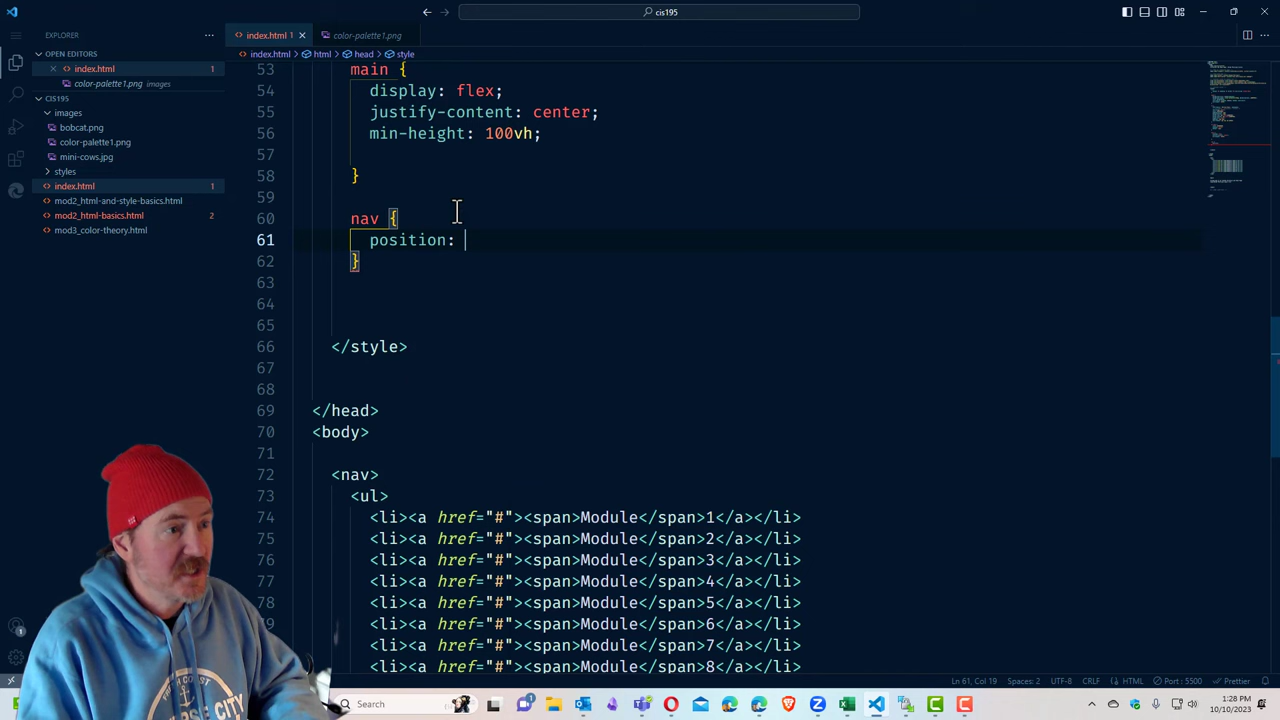 cis195
EXPLORER
index.html 1
color-palette1.png
OPEN EDITORS
index.html > html > head > style
index.html 1
color-palette1.png images
CIS195
images
bobcat.png
color-palette1.png
mini-cows.jpg
styles
index.html 1
mod2_html-and-style-basics.html
mod2_html-basics.html 2
mod3_color-theory.html
53 main {
54 display: flex;
55 justify-content: center;
56 min-height: 100vh;
57
58 }
59
60 nav {
61 position:
62 }
63
64
65
66 </style>
67
68
69 </head>
70 <body>
71
72 <nav>
73 <ul>
74 <li><a href="#"><span>Module</span>1</a></li>
75 <li><a href="#"><span>Module</span>2</a></li>
76 <li><a href="#"><span>Module</span>3</a></li>
77 <li><a href="#"><span>Module</span>4</a></li>
78 <li><a href="#"><span>Module</span>5</a></li>
79 <li><a href="#"><span>Module</span>6</a></li>
<li><a href="#"><span>Module</span>7</a></li>
<li><a href="#"><span>Module</span>8</a></li>
Ln 61, Col 19 Spaces: 2 UTF-8 CRLF {} HTML Port : 5500 Prettier
Search
1:28 PM
10/10/2023